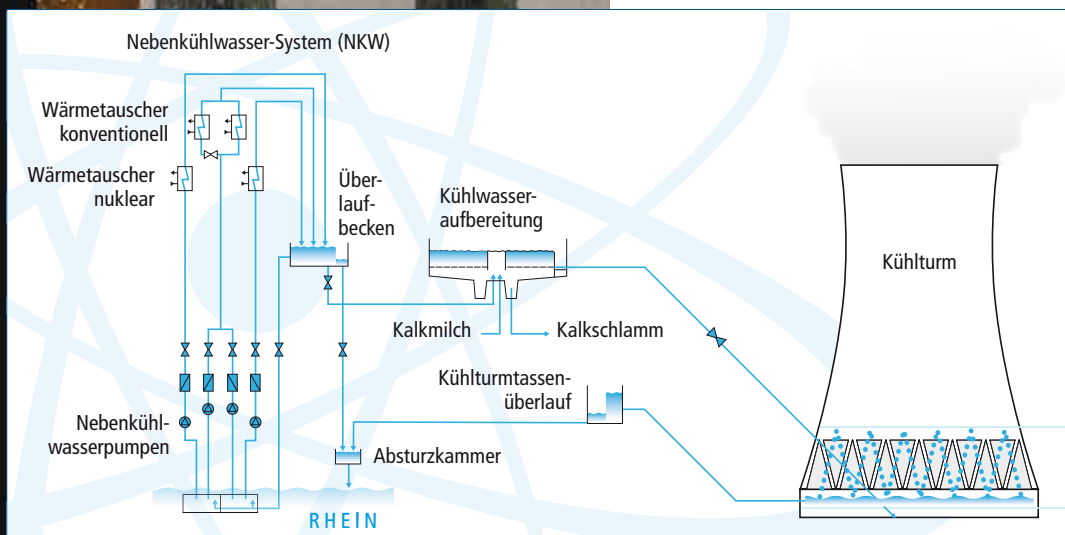 Nebenkühlwasser-System (NKW)
Wärmetauscher
konventionell
Wärmetauscher
nuklear
Über-
lauf-
becken
Kühlwasser-
aufbereitung
Kühlturm
Kalkmilch
Kalkschlamm
Kühlturmtassen-
überlauf
Nebenkühl-
wasserpumpen
Absturzkammer
RHEIN